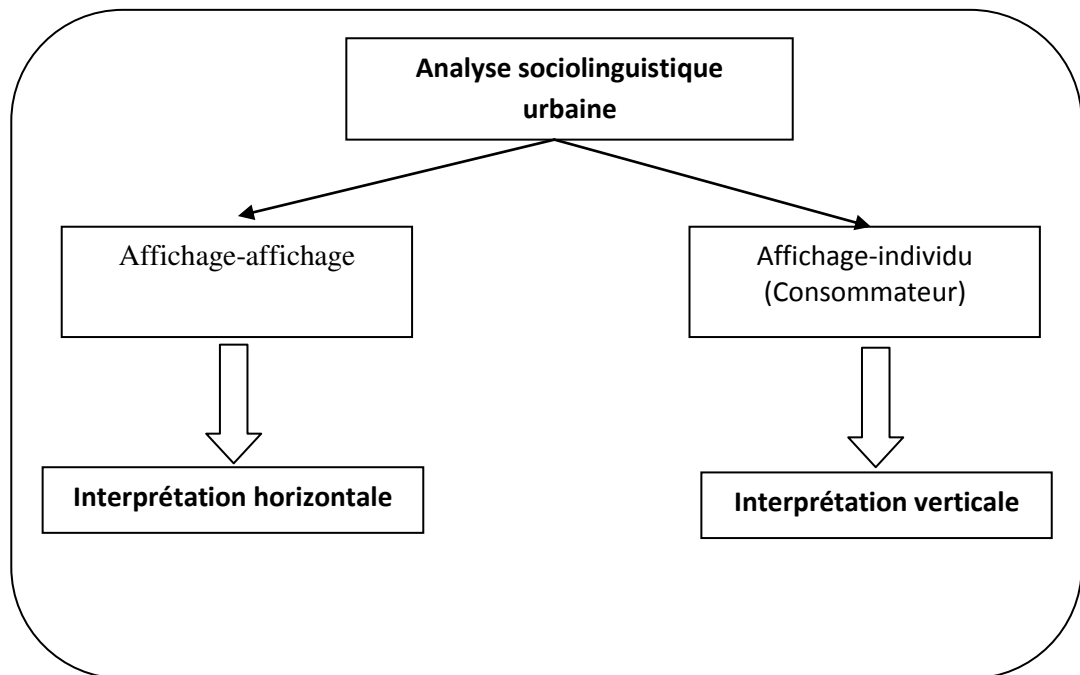 Analyse sociolinguistique
urbaine
Affichage-affichage
Affichage-individu
(Consommateur)
Interprétation horizontale
Interprétation verticale